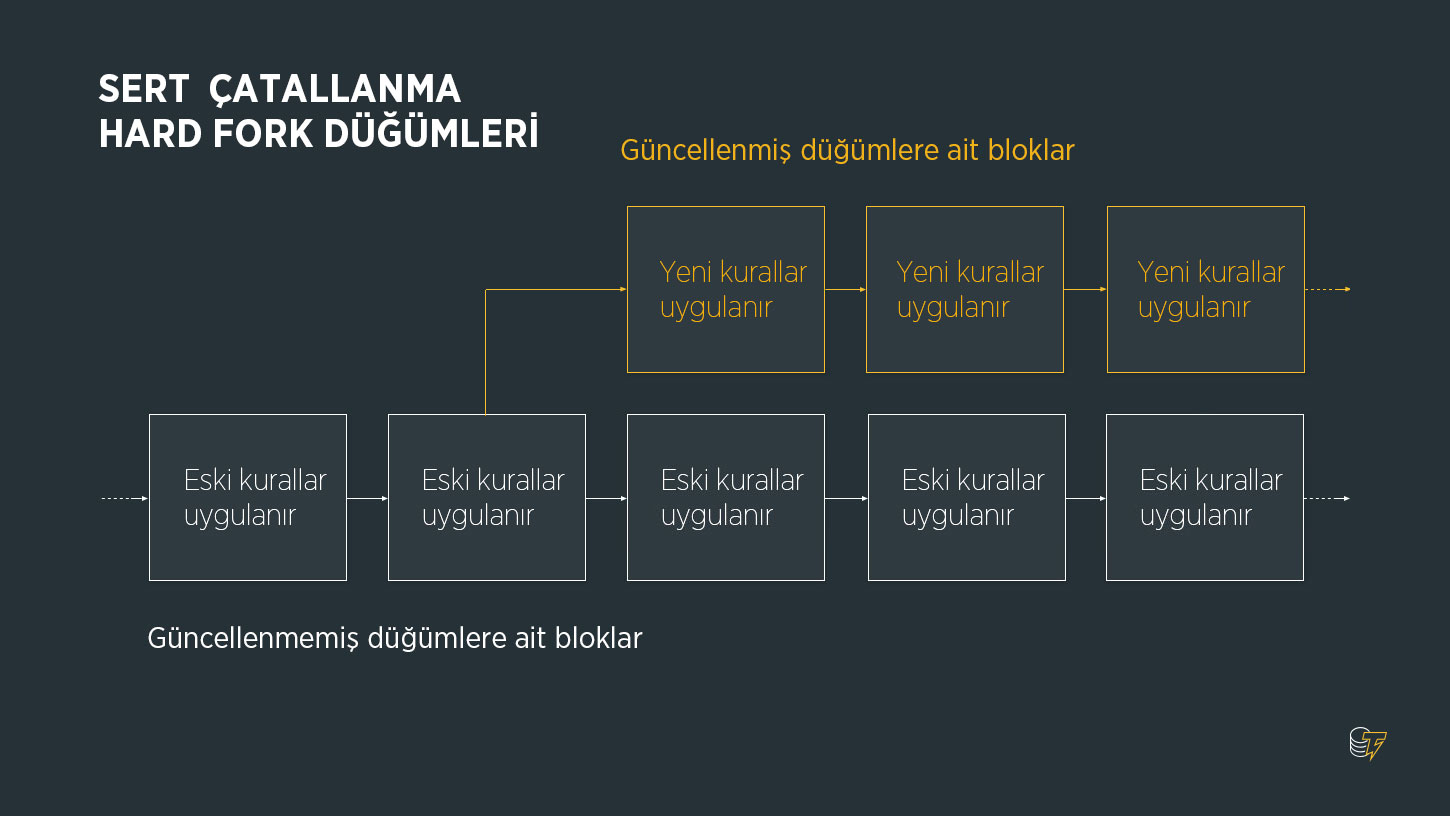 SERT ÇATALLANMA
HARD FORK DÜĞÜMLERİ
Güncellenmiş düğümlere ait bloklar
Yeni kurallar
uygulanır
Yeni kurallar
uygulanır
Yeni kurallar
uygulanır
Eski kurallar
uygulanır
Eski kurallar
uygulanır
Eski kurallar
uygulanır
Eski kurallar
uygulanır
Eski kurallar
uygulanır
Güncellenmemiş düğümlere ait bloklar